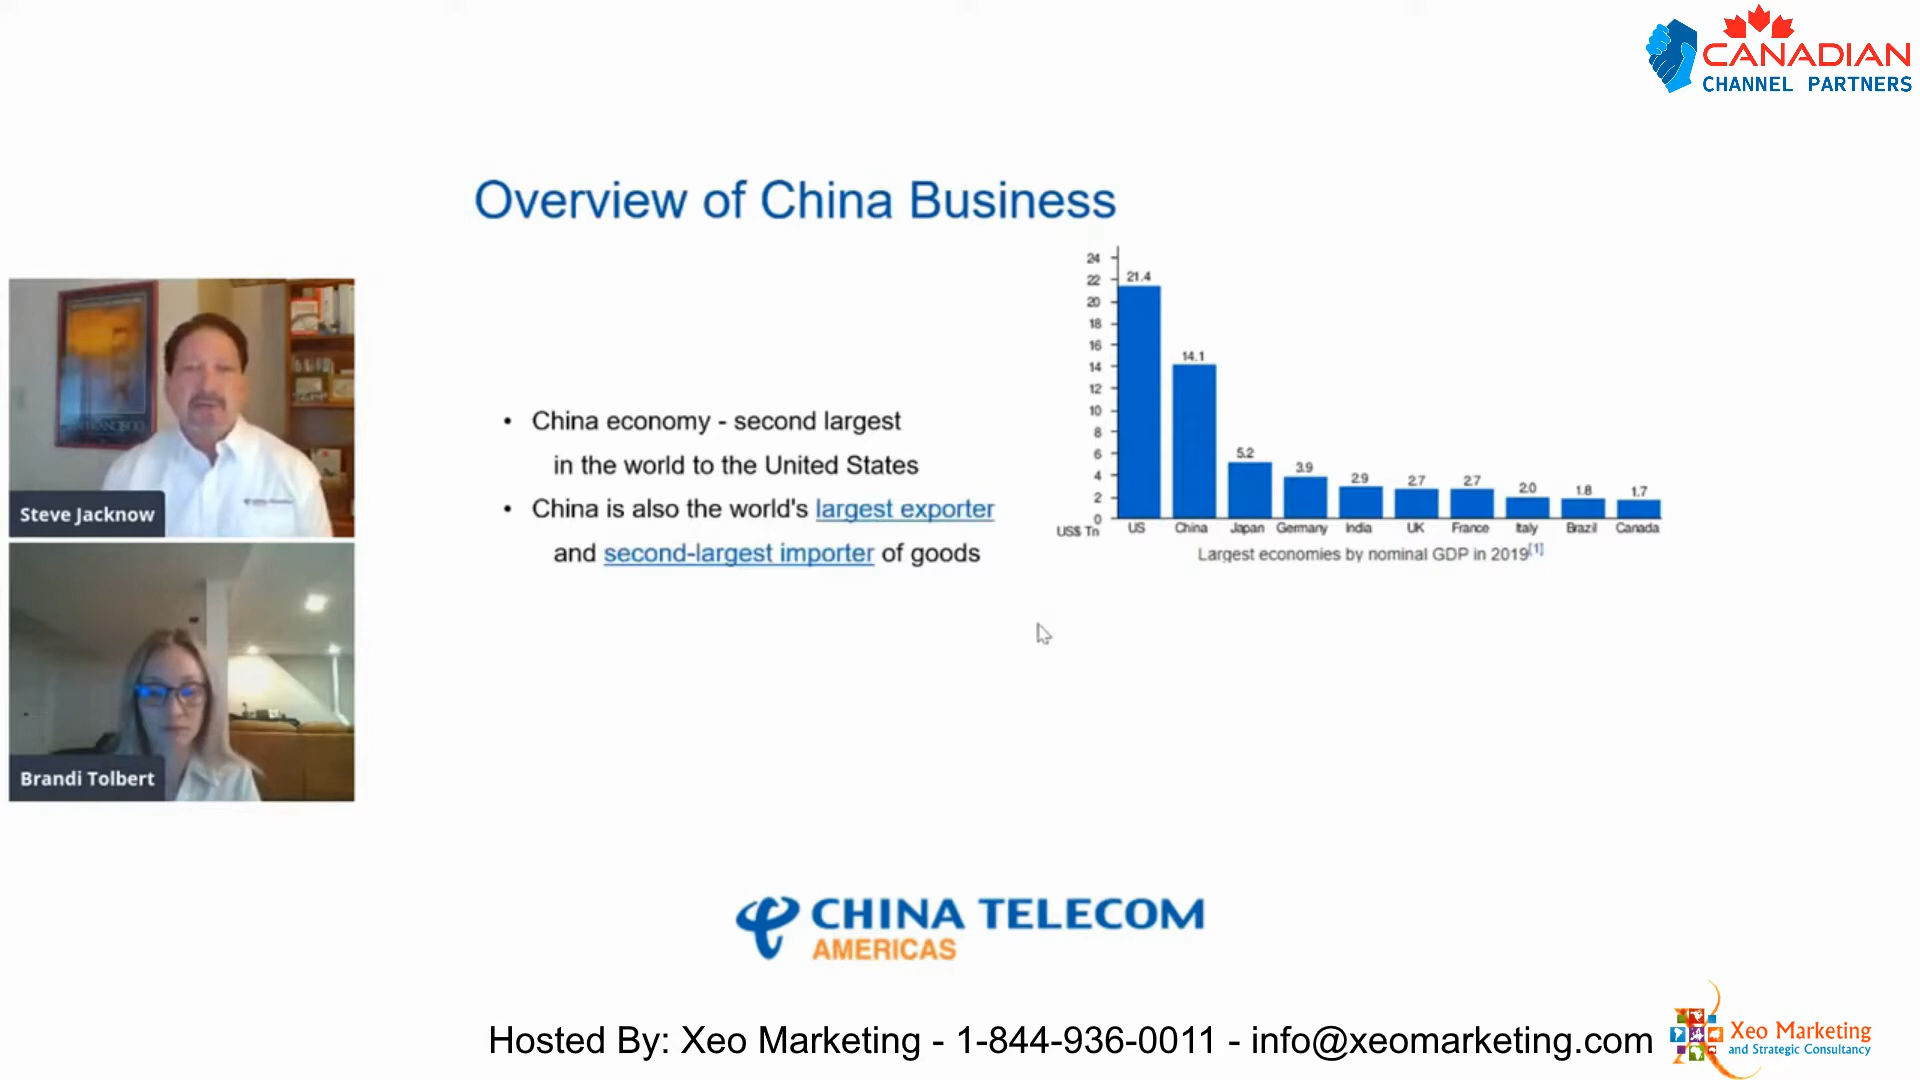 CANADIAN
CHANNEL PARTNERS
Overview of China Business
Steve Jacknow
Brandi Tolbert
• China economy - second largest
in the world to the United States
• China is also the world's largest exporter
and second-largest importer of goods
24
22
20
18
16
14
12
10
8
6
4
2
0
US$ Tn
21.4
14.1
5.2
3.9
2.9
2.7
2.7
2.0
1.8
1.7
US China Japan Germany India UK France Italy Brazil Canada
Largest economies by nominal GDP in 2019[1]
CHINA TELECOM
AMERICAS
Hosted By: Xeo Marketing - 1-844-936-0011 - info@xeomarketing.com
Xeo Marketing
and Strategic Consultancy